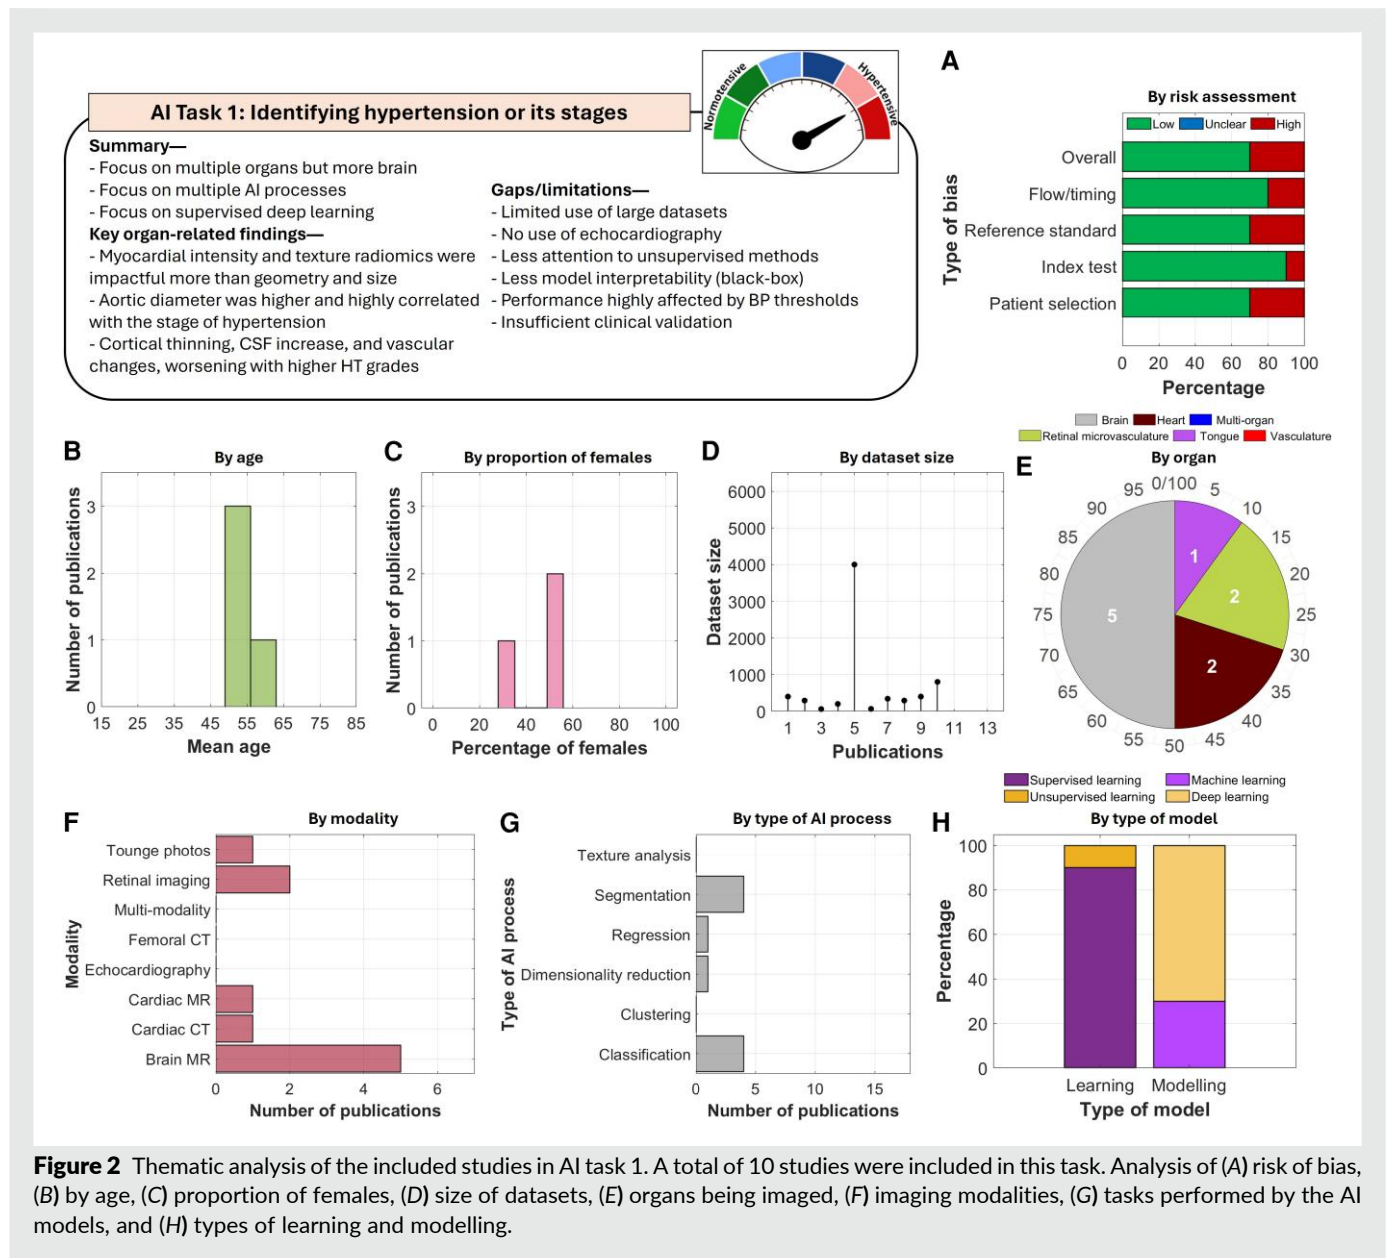 Normotensive
Hypertensive
AI Task 1: Identifying hypertension or its stages
Summary—
- Focus on multiple organs but more brain
- Focus on multiple AI processes
- Focus on supervised deep learning
Key organ-related findings—
- Myocardial intensity and texture radiomics were
impactful more than geometry and size
- Aortic diameter was higher and highly correlated
with the stage of hypertension
- Cortical thinning, CSF increase, and vascular
changes, worsening with higher HT grades
Gaps/limitations—
- Limited use of large datasets
- No use of echocardiography
- Less attention to unsupervised methods
- Less model interpretability (black-box)
- Performance highly affected by BP thresholds
- Insufficient clinical validation
A
By risk assessment
Low Unclear High
Type of bias
Overall
Flow/timing
Reference standard
Index test
Patient selection
0 20 40 60 80 100
Percentage
B
By age
Number of publications
3
2
1
0
15 25 35 45 55 65 75 85
Mean age
C
By proportion of females
Number of publications
3
2
1
0
0 20 40 60 80 100
Percentage of females
D
By dataset size
Dataset size
6000
5000
4000
3000
2000
1000
0
1 3 5 7 9 11 13
Publications
Brain Heart Multi-organ
Retinal microvasculature Tongue Vasculature
E
By organ
0/100 5 10 15 20 25 30 35 40 45 50 55 60 65 70 75 80 85 90 95
1
2
2
5
F
By modality
Modality
Tounge photos
Retinal imaging
Multi-modality
Femoral CT
Echocardiography
Cardiac MR
Cardiac CT
Brain MR
0 2 4 6
Number of publications
G
By type of AI process
Type of AI process
Texture analysis
Segmentation
Regression
Dimensionality reduction
Clustering
Classification
0 5 10 15
Number of publications
Supervised learning Machine learning
Unsupervised learning Deep learning
H
By type of model
Percentage
100
80
60
40
20
0
Learning Modelling
Type of model
Figure 2 Thematic analysis of the included studies in AI task 1. A total of 10 studies were included in this task. Analysis of (A) risk of bias,
(B) by age, (C) proportion of females, (D) size of datasets, (E) organs being imaged, (F) imaging modalities, (G) tasks performed by the AI
models, and (H) types of learning and modelling.